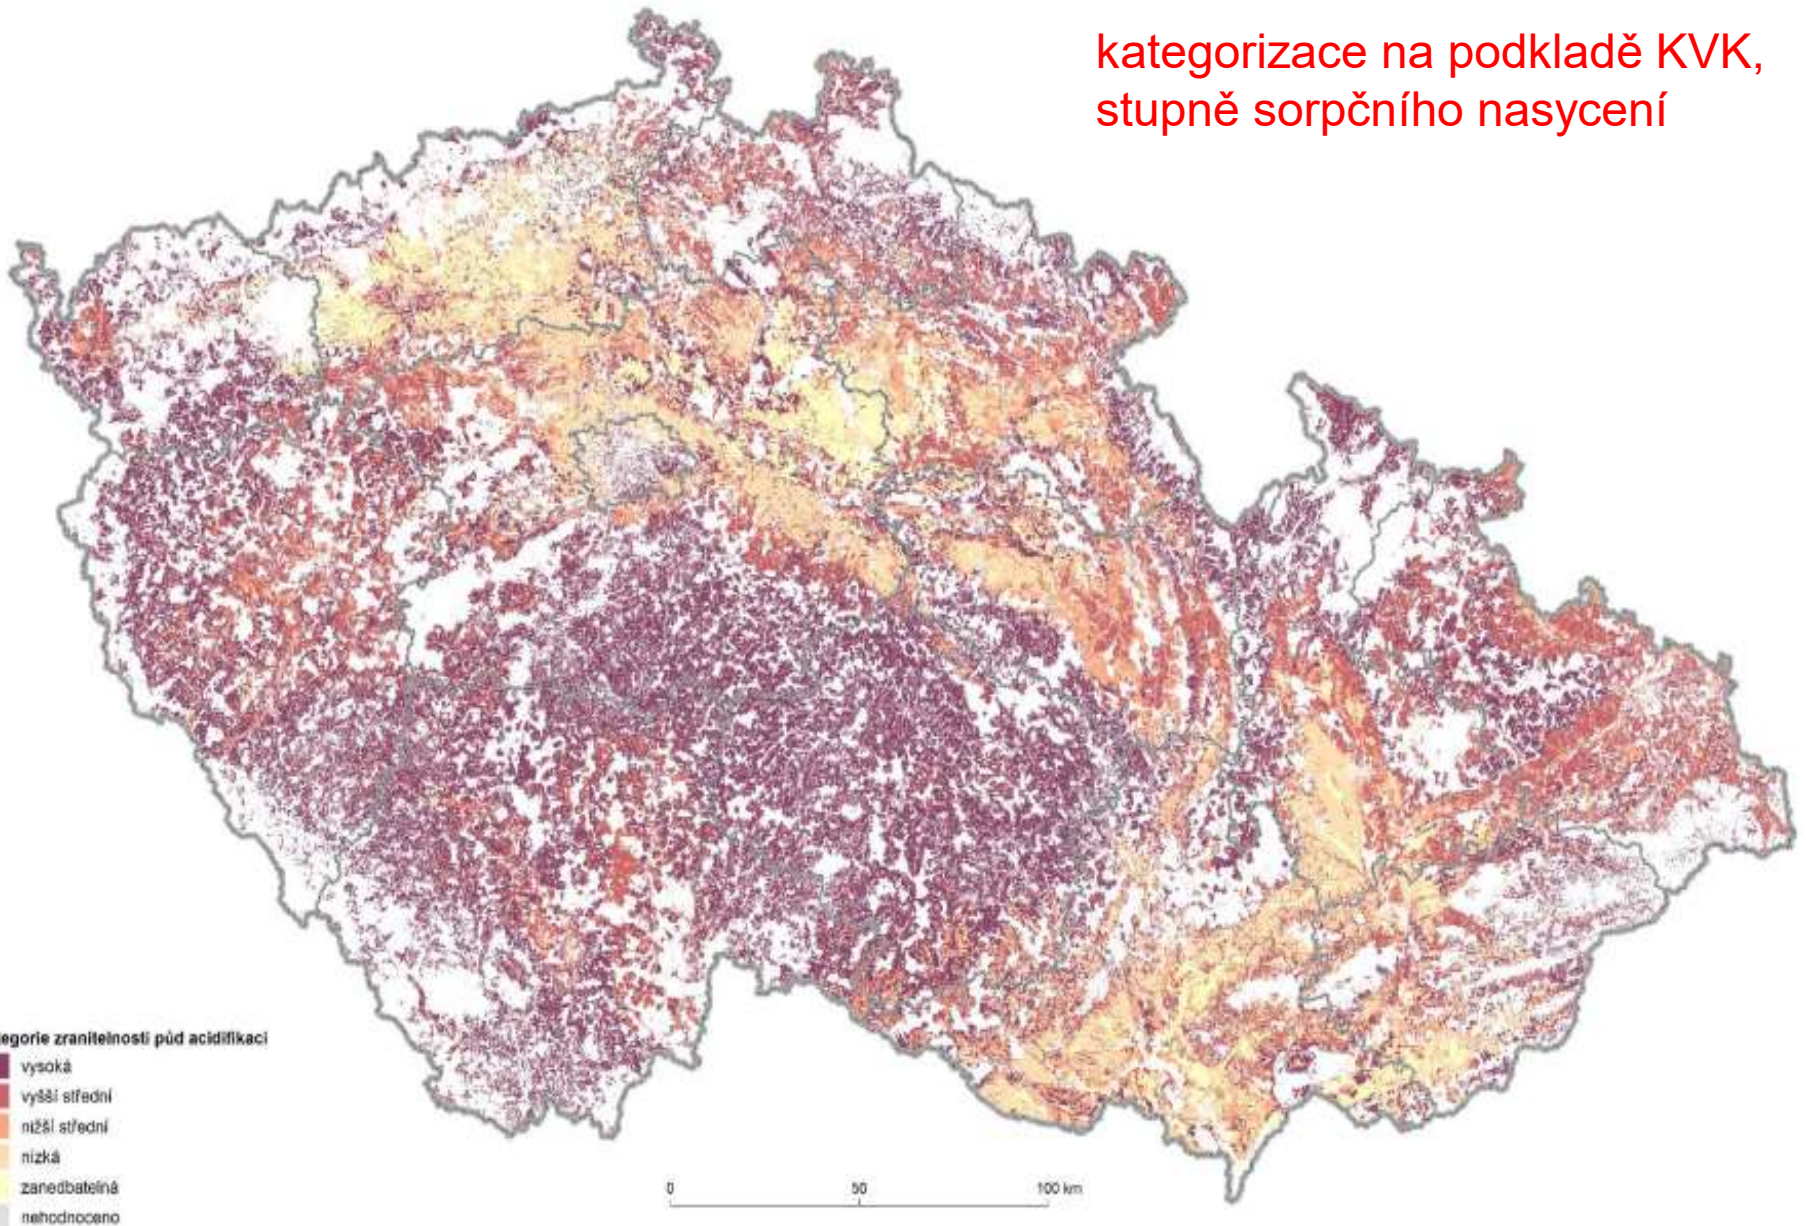 kategorizace na podkladě KVK,
stupně sorpčního nasycení
egorie zranitelnosti půd acidifikací
vysoká
vyšší střední
nižší střední
nízká
zanedbatelná
nehodnoceno
0 50 100 km